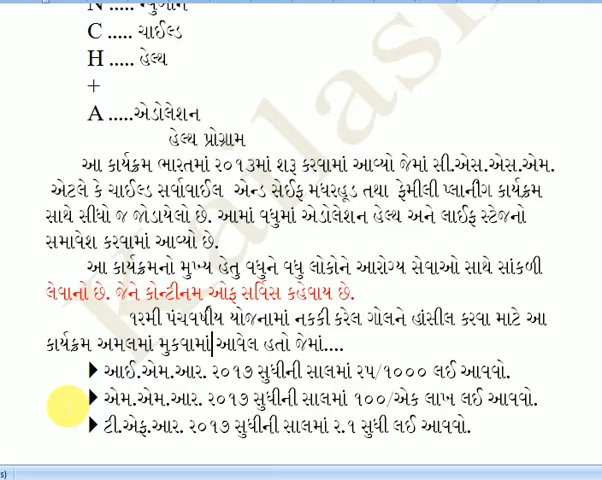 N ..... ન્યુબોર્ન
C ..... ચાઈલ્ડ
H ..... હેલ્થ
+
A .....એડોલેશન
હેલ્થ પ્રોગ્રામ
આ કાર્યક્રમ ભારતમાં ૨૦૧૩માં શરૂ કરવામાં આવ્યો જેમાં સી.એસ.એસ.એમ.
એટલે કે ચાઈલ્ડ સર્વાવાઈલ એન્ડ સેઈફ મધરહૂડ તથા ફેમીલી પ્લાનીંગ કાર્યક્રમ
સાથે સીધો જ જોડાયેલો છે. આમાં વધુમાં એડોલેશન હેલ્થ અને લાઈફ સ્ટેજનો
સમાવેશ કરવામાં આવ્યો છે.
આ કાર્યક્રમનો મુખ્ય હેતુ વધુને વધુ લોકોને આરોગ્ય સેવાઓ સાથે સાંકળી
લેવાનો છે. જેને કોન્ટીનમ ઓફ સર્વિસ કહેવાય છે.
૧૨મી પંચવર્ષીય યોજનામાં નકકી કરેલ ગોલને હાંસીલ કરવા માટે આ
કાર્યક્રમ અમલમાં મુકવામાં આવેલ હતો જેમાં....
આઈ.એમ.આર. ૨૦૧૭ સુધીની સાલમાં ૨૫/૧૦૦૦ લઈ આવવો.
એમ.એમ.આર. ૨૦૧૭ સુધીની સાલમાં ૧૦૦/એક લાખ લઈ આવવો.
ટી.એફ.આર. ૨૦૧૭ સુધીની સાલમાં ૨.૧ સુધી લઈ આવવો.